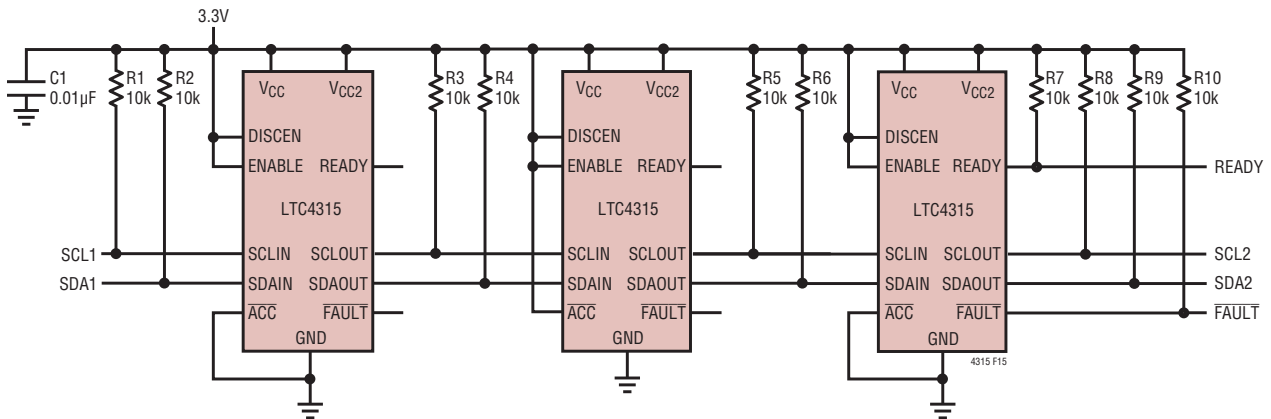 3.3V
C1
0.01µF
R1
10k
R2
10k
R3
10k
R4
10k
R5
10k
R6
10k
R7
10k
R8
10k
R9
10k
R10
10k
VCC
VCC2
DISCEN
ENABLE
READY
LTC4315
SCLIN
SCLOUT
SDAIN
SDAOUT
ACC
FAULT
GND
VCC
VCC2
DISCEN
ENABLE
READY
LTC4315
SCLIN
SCLOUT
SDAIN
SDAOUT
ACC
FAULT
GND
VCC
VCC2
DISCEN
ENABLE
READY
LTC4315
SCLIN
SCLOUT
SDAIN
SDAOUT
ACC
FAULT
GND
4315 F15
SCL1
SDA1
READY
SCL2
SDA2
FAULT